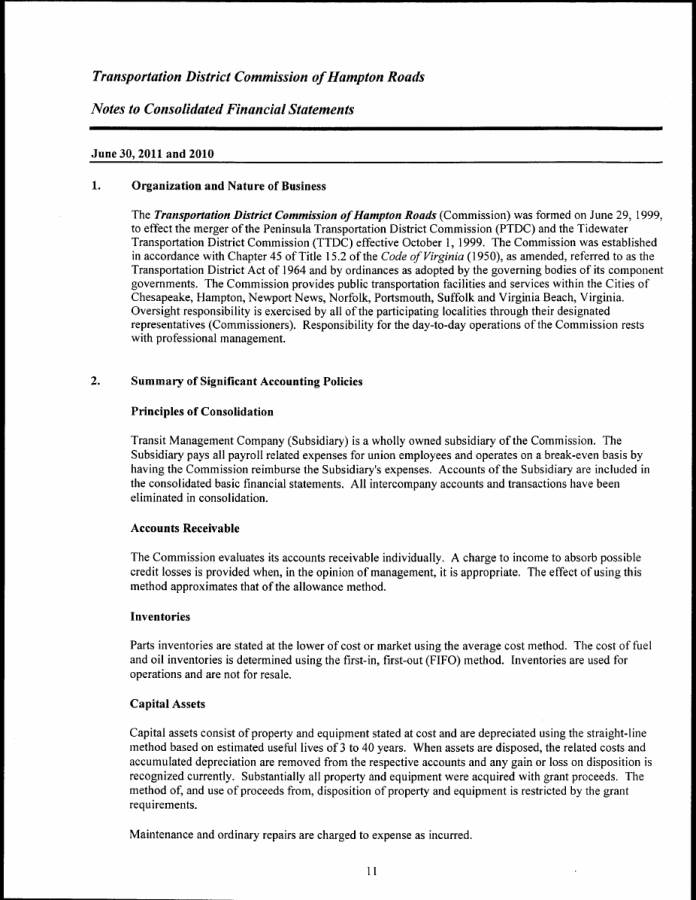 Transportation District Commission of Hampton Roads
Notes to Consolidated Financial Statements
June 30, 2011 and 2010
1. Organization and Nature of Business
The Transportation District Commission of Hampton Roads (Commission) was formed on June 29, 1999,
to effect the merger of the Peninsula Transportation District Commission (PTDC) and the Tidewater
Transportation District Commission (TTDC) effective October 1, 1999. The Commission was established
in accordance with Chapter 45 of Title 15.2 of the Code of Virginia (1950), as amended, referred to as the
Transportation District Act of 1964 and by ordinances as adopted by the governing bodies of its component
governments. The Commission provides public transportation facilities and services within the Cities of
Chesapeake, Hampton, Newport News, Norfolk, Portsmouth, Suffolk and Virginia Beach, Virginia.
Oversight responsibility is exercised by all of the participating localities through their designated
representatives (Commissioners). Responsibility for the day-to-day operations of the Commission rests
with professional management.
2. Summary of Significant Accounting Policies
Principles of Consolidation
Transit Management Company (Subsidiary) is a wholly owned subsidiary of the Commission. The
Subsidiary pays all payroll related expenses for union employees and operates on a break-even basis by
having the Commission reimburse the Subsidiary's expenses. Accounts of the Subsidiary are included in
the consolidated basic financial statements. All intercompany accounts and transactions have been
eliminated in consolidation.
Accounts Receivable
The Commission evaluates its accounts receivable individually. A charge to income to absorb possible
credit losses is provided when, in the opinion of management, it is appropriate. The effect of using this
method approximates that of the allowance method.
Inventories
Parts inventories are stated at the lower of cost or market using the average cost method. The cost of fuel
and oil inventories is determined using the first-in, first-out (FIFO) method. Inventories are used for
operations and are not for resale.
Capital Assets
Capital assets consist of property and equipment stated at cost and are depreciated using the straight-line
method based on estimated useful lives of 3 to 40 years. When assets are disposed, the related costs and
accumulated depreciation are removed from the respective accounts and any gain or loss on disposition is
recognized currently. Substantially all property and equipment were acquired with grant proceeds. The
method of, and use of proceeds from, disposition of property and equipment is restricted by the grant
requirements.
Maintenance and ordinary repairs are charged to expense as incurred.
11